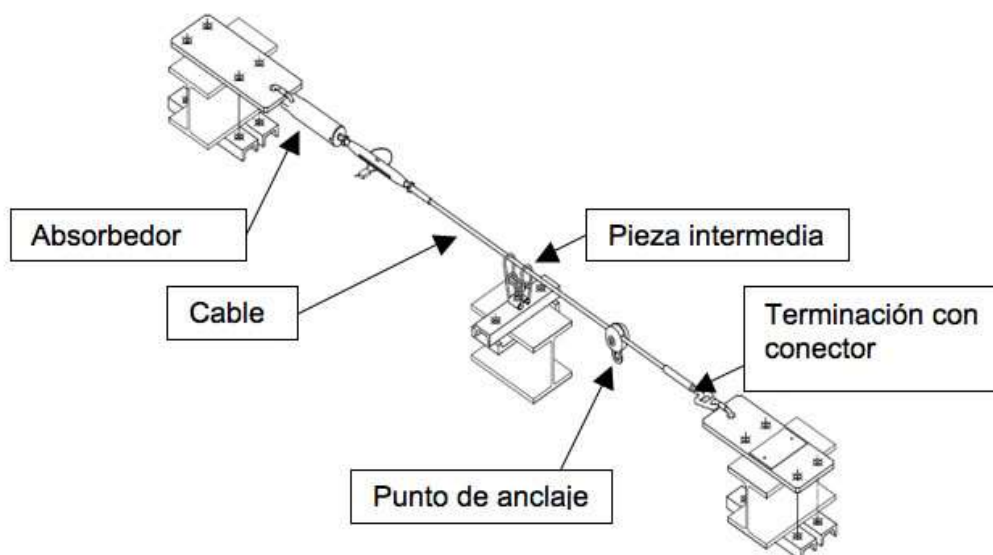 Absorbedor
Pieza intermedia
Cable
Terminación con
conector
Punto de anclaje